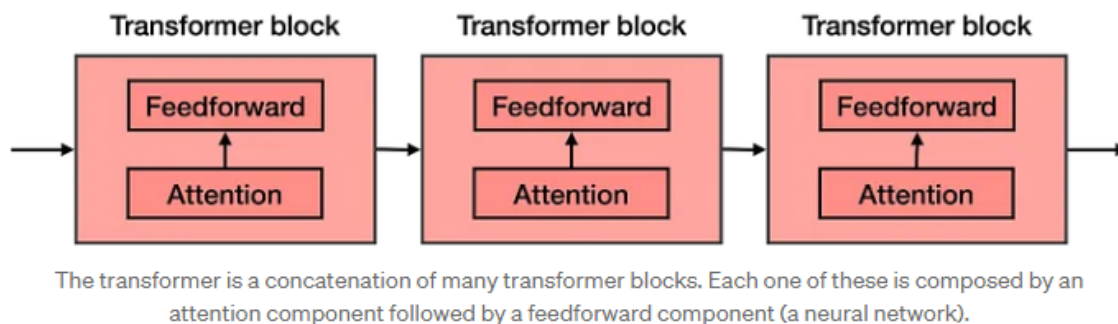 Transformer block
Transformer block
Transformer block
Feedforward
Feedforward
Feedforward
Attention
Attention
Attention
The transformer is a concatenation of many transformer blocks. Each one of these is composed by an
attention component followed by a feedforward component (a neural network).